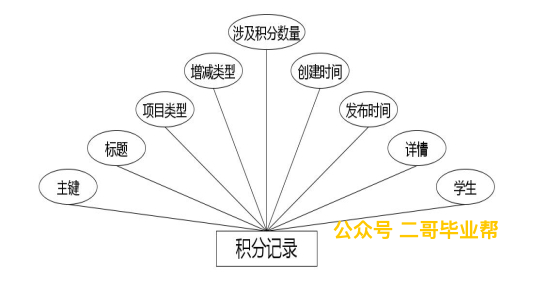 涉及积分数量
增减类型
创建时间
项目类型
发布时间
标题
详情
主键
学生
公众号 二哥毕业帮
积分记录